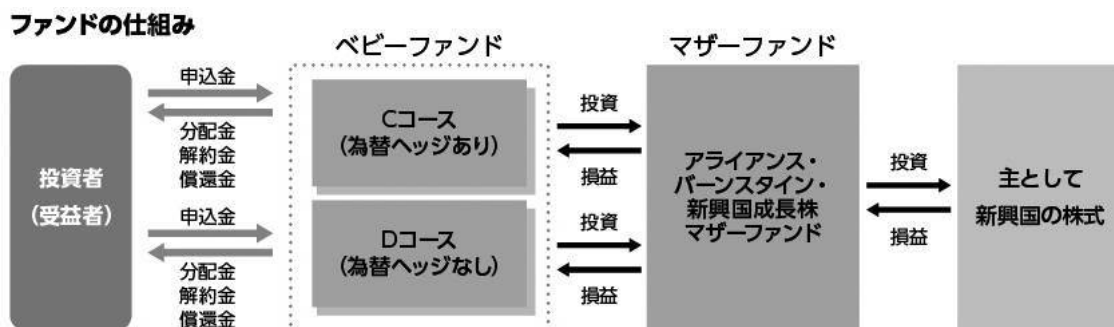 ファンドの仕組み
ベビーファンド
マザーファンド
投資者
(受益者)
申込金
分配金
解約金
償還金
申込金
分配金
解約金
償還金
Cコース
(為替ヘッジあり)
Dコース
(為替ヘッジなし)
投資
損益
投資
損益
アライアンス・
バーンスタイン・
新興国成長株
マザーファンド
投資
損益
主として
新興国の株式